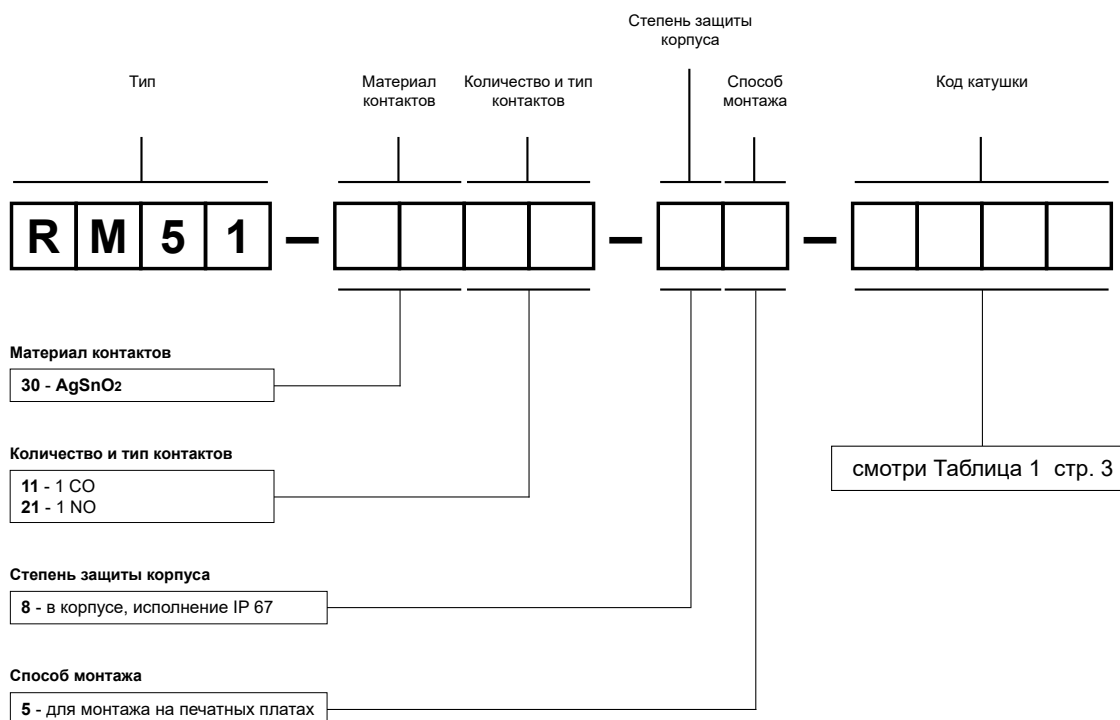 Степень защиты
корпуса
Тип
Материал
контактов
Количество и тип
контактов
Способ
монтажа
Код катушки
R M 5 1 – –  –
Материал контактов
30 - AgSnO2
Количество и тип контактов
11 - 1 CO
21 - 1 NO
смотри Таблица 1 стр. 3
Степень защиты корпуса
8 - в корпусе, исполнение IP 67
Способ монтажа
5 - для монтажа на печатных платах